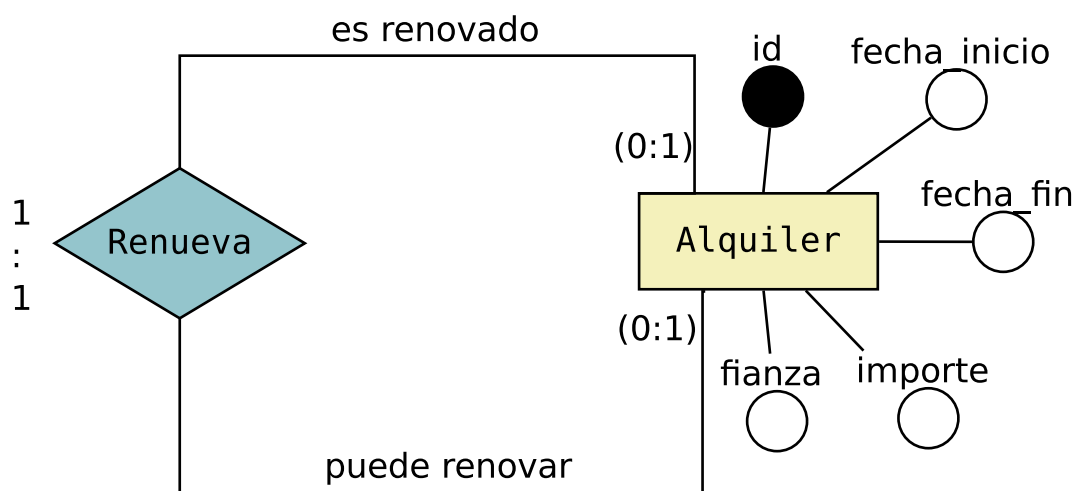 es renovado
id
fecha_inicio
(0:1)
fecha_fin
1
:
1
Renueva
Alquiler
(0:1)
fianza
importe
puede renovar